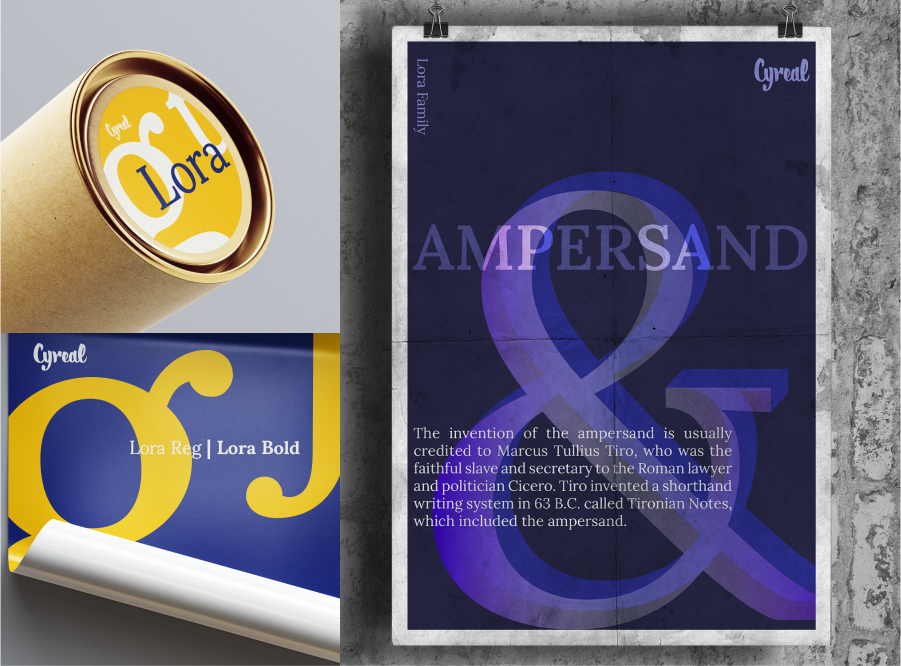 Cyreal
Lora
Cyreal
Lora Reg | Lora Bold
Lora Family
Cyreal
&
AMPERSAND
The invention of the ampersand is usually
credited to Marcus Tullius Tiro, who was the
faithful slave and secretary to the Roman lawyer
and politician Cicero. Tiro invented a shorthand
writing system in 63 B.C. called Tironian Notes,
which included the ampersand.